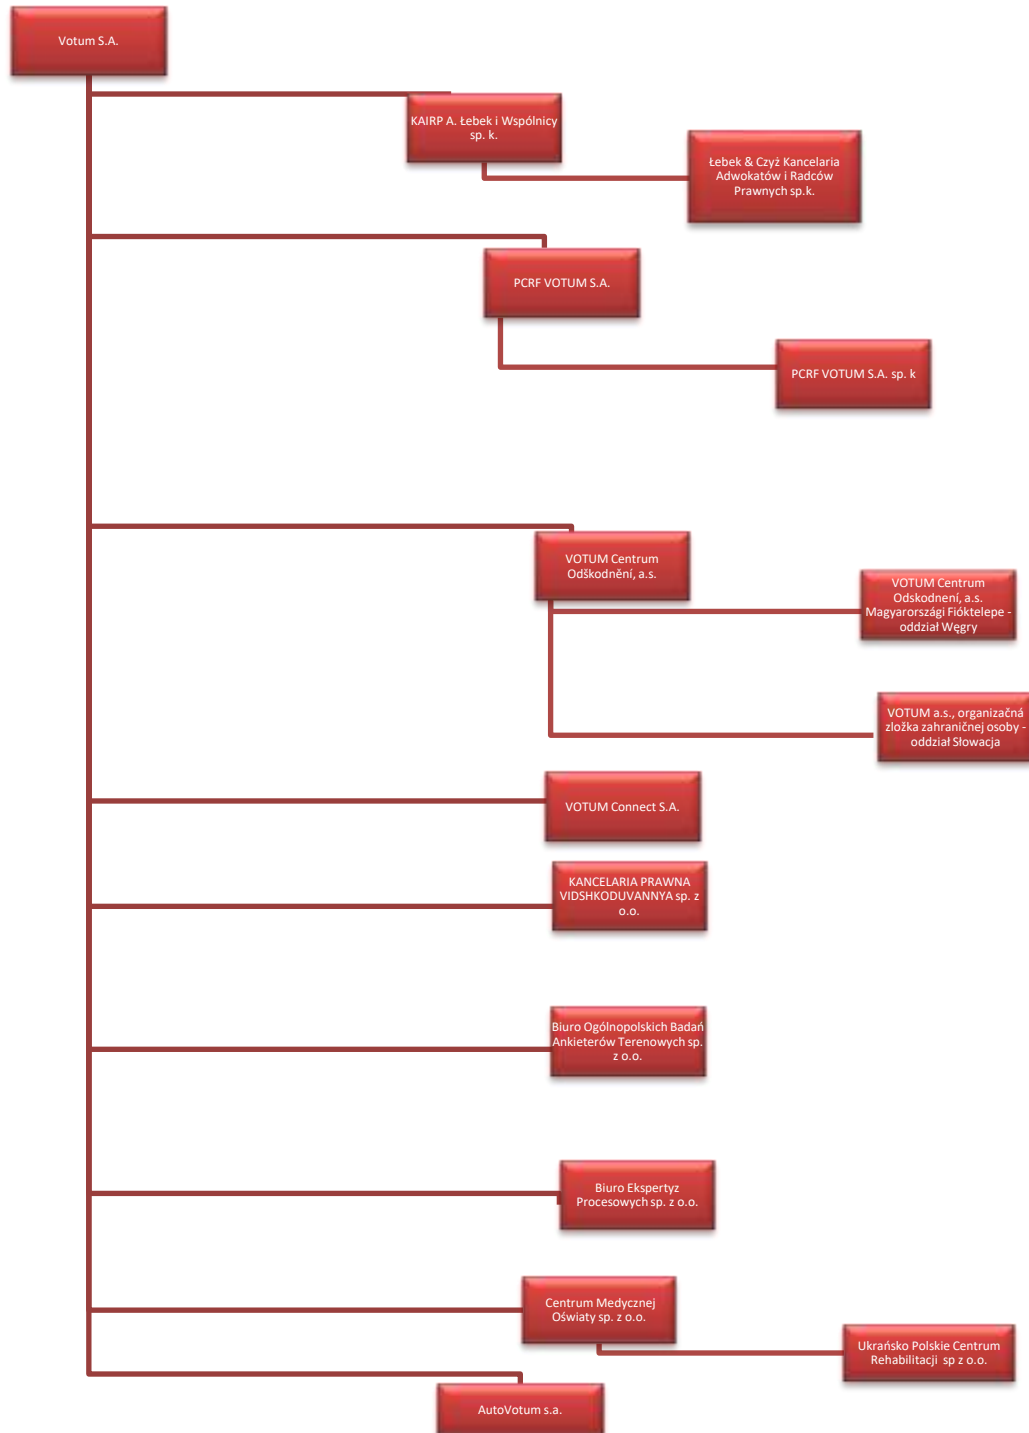 Votum S.A.
KAIRP A. Łebek i Wspólnicy
sp. k.
Łebek & Czyż Kancelaria
Adwokatów i Radców
Prawnych sp.k.
PCRF VOTUM S.A.
PCRF VOTUM S.A. sp. k
VOTUM Centrum
Odškodnění, a.s.
VOTUM Centrum
Odskodnení, a.s.
Magyarországi Fióktelepe -
oddział Węgry
VOTUM a.s., organizačná
zložka zahraničnej osoby -
oddział Słowacja
VOTUM Connect S.A.
KANCELARIA PRAWNA
VIDSHKODUVANNYA sp. z
o.o.
Biuro Ogólnopolskich Badań
Ankieterów Terenowych sp.
z o.o.
Biuro Ekspertyz
Procesowych sp. z o.o.
Centrum Medycznej
Oświaty sp. z o.o.
Ukrańsko Polskie Centrum
Rehabilitacji sp z o.o.
AutoVotum s.a.